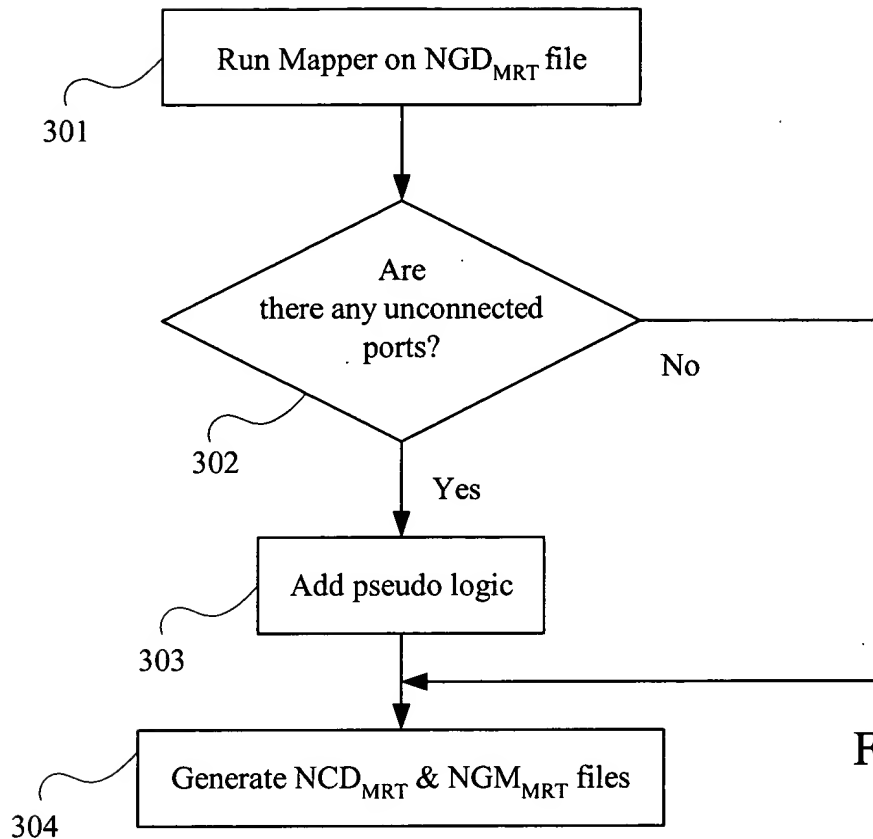 Run Mapper on NGD_MRT file
301
Are
there any unconnected
ports?
No
302
Yes
Add pseudo logic
303
F
Generate NCD_MRT & NGM_MRT files
304